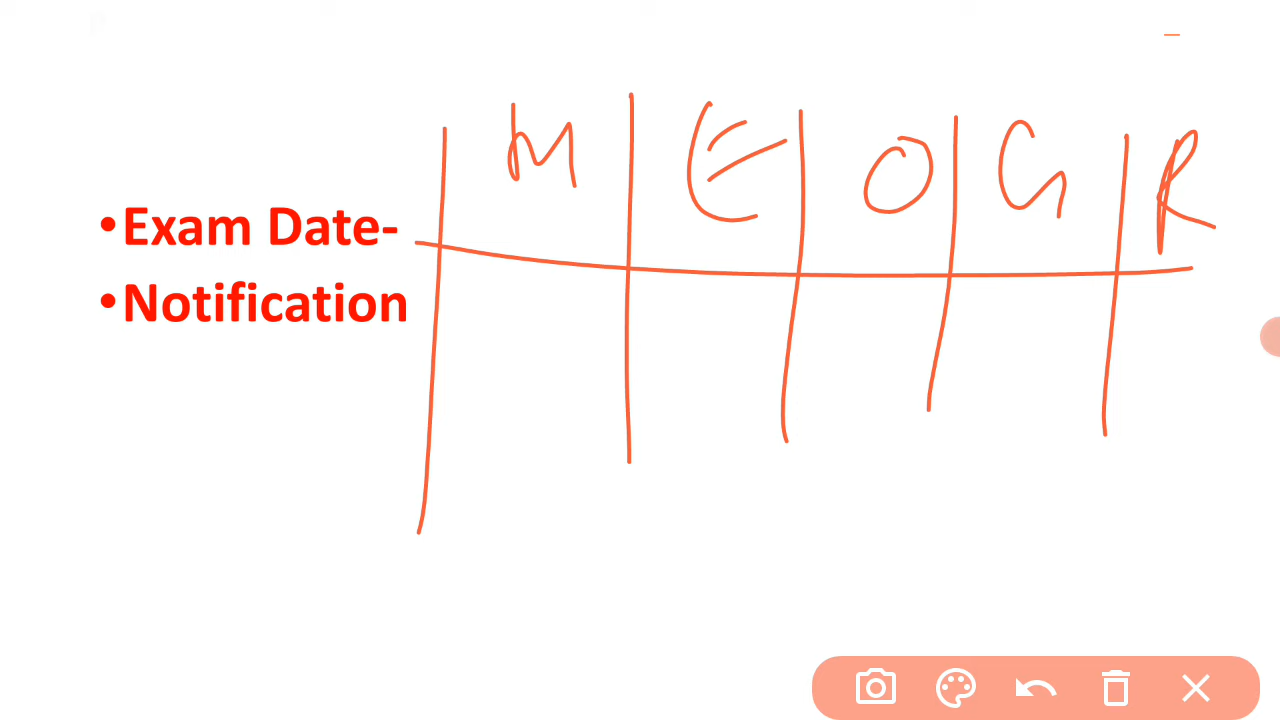 M E O G R
•Exam Date-
•Notification